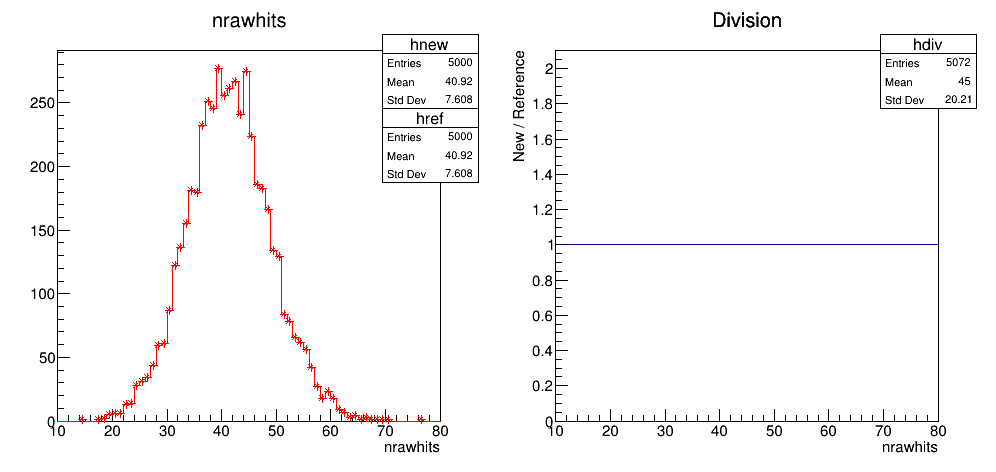 nrawhits
hnew
Entries 5000
Mean 40.92
Std Dev 7.608
href
Entries 5000
Mean 40.92
Std Dev 7.608
250
200
150
100
50
0
10 20 30 40 50 60 70 80
nrawhits
Division
hdiv
Entries 5072
Mean 45
Std Dev 20.21
New / Reference
2
1.8
1.6
1.4
1.2
1
0.8
0.6
0.4
0.2
0
10 20 30 40 50 60 70 80
nrawhits